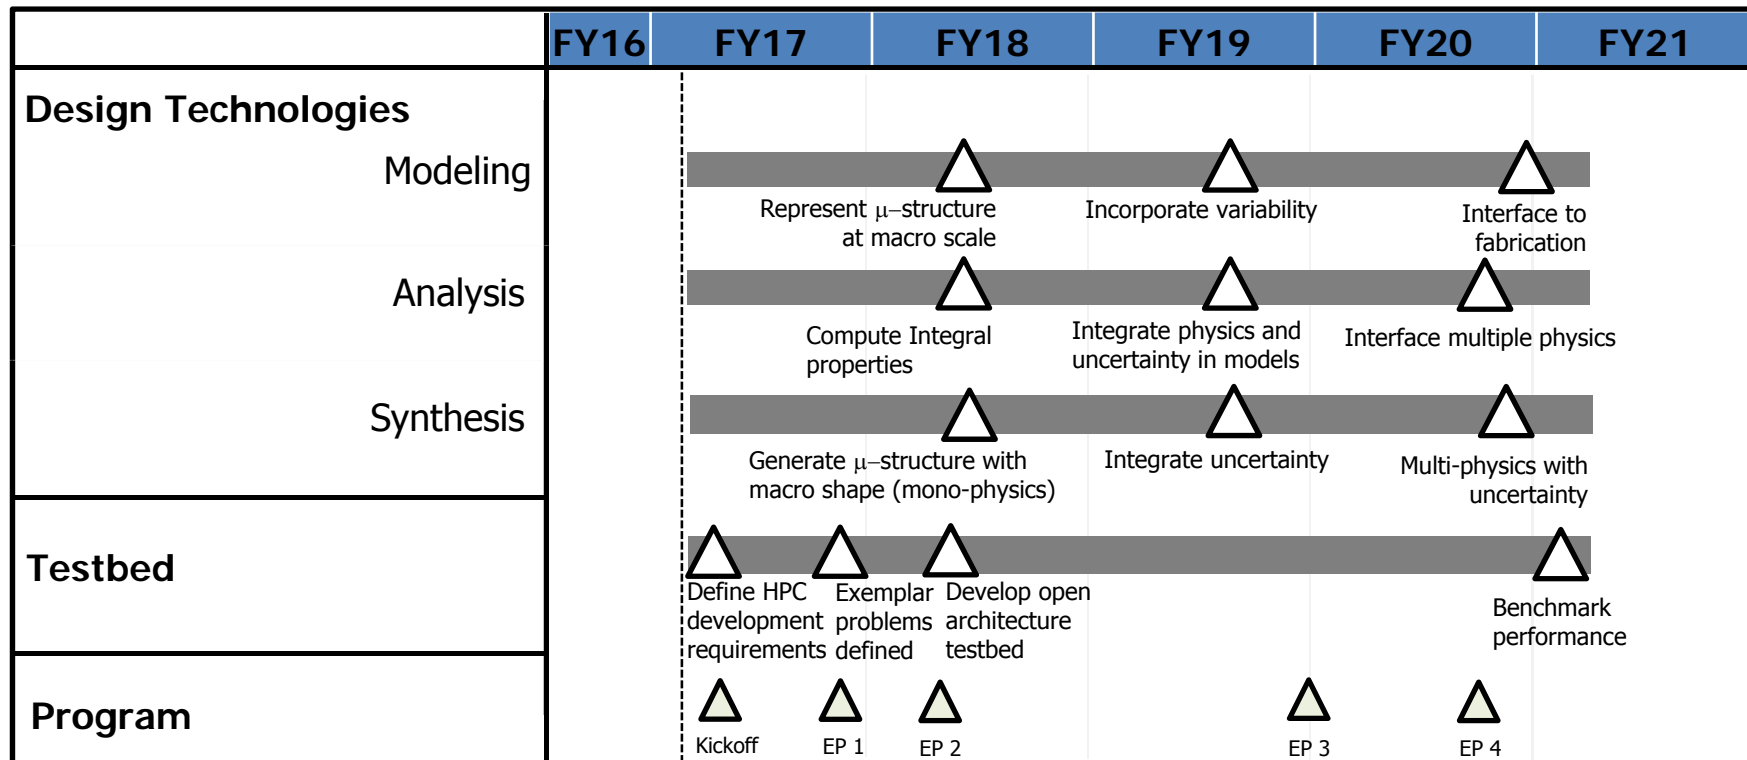 FY16 FY17 FY18 FY19 FY20 FY21
Design Technologies
Modeling
Represent μ–structure
at macro scale
Incorporate variability
Interface to
fabrication
Analysis
Compute Integral
properties
Integrate physics and
uncertainty in models
Interface multiple physics
Synthesis
Generate μ–structure with
macro shape (mono-physics)
Integrate uncertainty
Multi-physics with
uncertainty
Testbed
Define HPC
development
requirements
Exemplar
problems
defined
Develop open
architecture
testbed
Benchmark
performance
Program
Kickoff
EP 1
EP 2
EP 3
EP 4